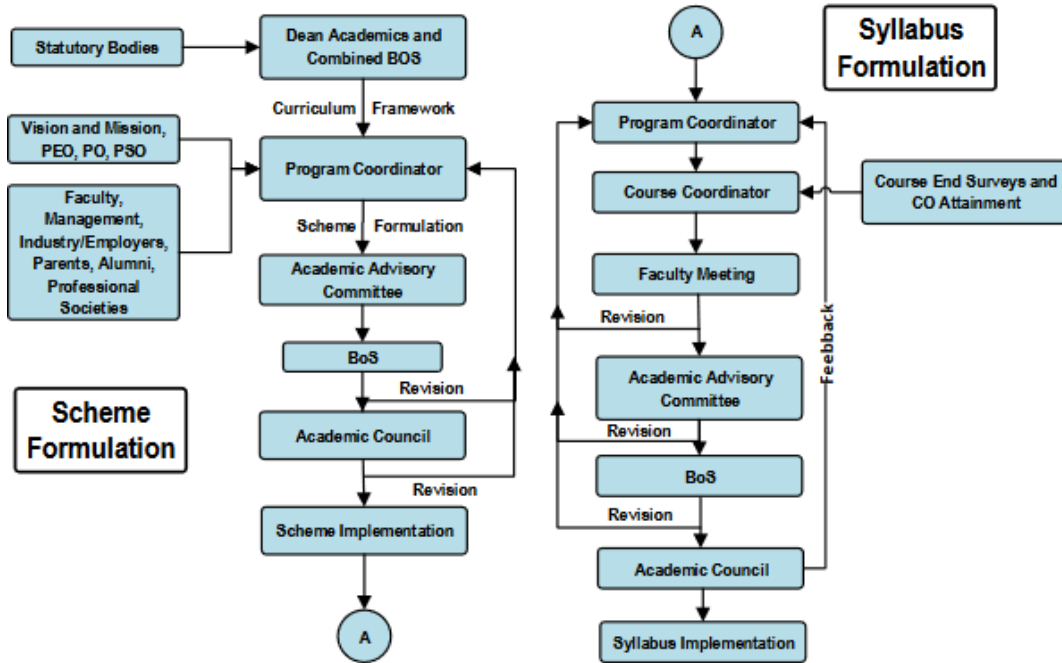 Statutory Bodies
Dean Academics and
Combined BOS
Curriculum Framework
Vision and Mission,
PEO, PO, PSO
Program Coordinator
Faculty,
Management,
Industry/Employers,
Parents, Alumni,
Professional
Societies
Scheme Formulation
Academic Advisory
Committee
BoS
Revision
Scheme
Formulation
Academic Council
Revision
Scheme Implementation
A
A
Syllabus
Formulation
Program Coordinator
Course Coordinator
Course End Surveys and
CO Attainment
Faculty Meeting
Revision
Feebback
Academic Advisory
Committee
Revision
BoS
Revision
Academic Council
Syllabus Implementation